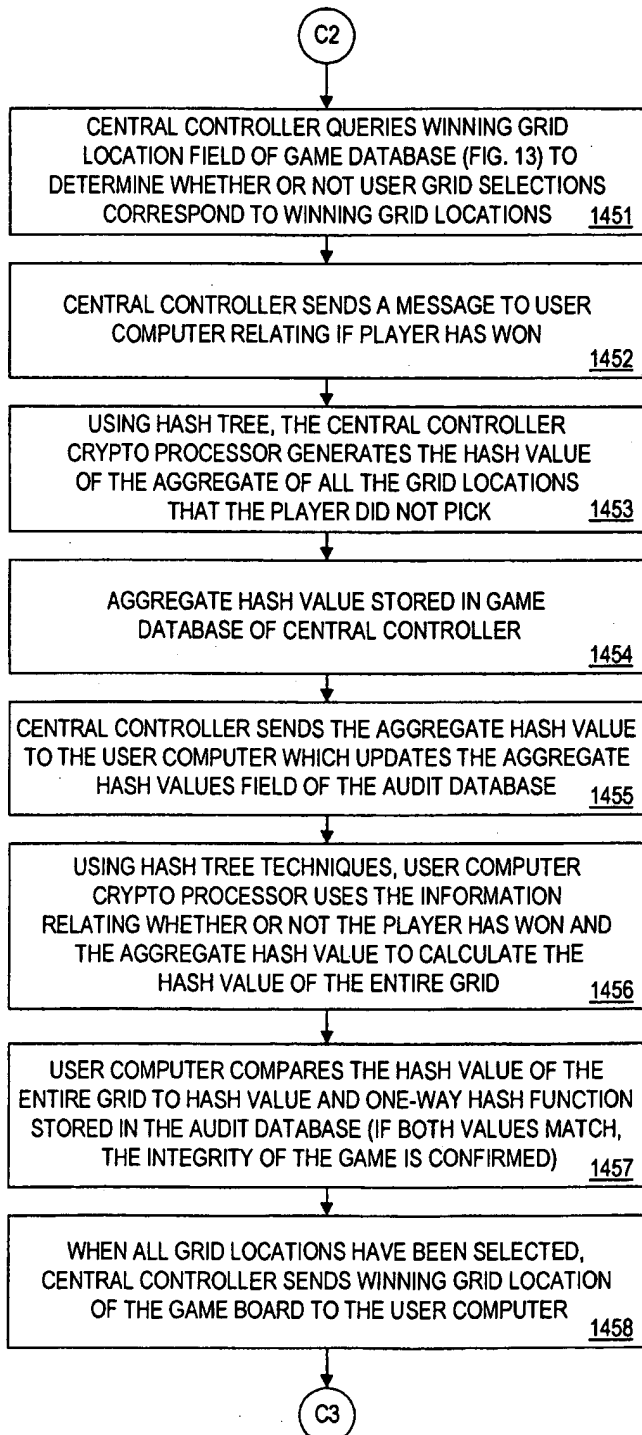 C2
CENTRAL CONTROLLER QUERIES WINNING GRID
LOCATION FIELD OF GAME DATABASE (FIG. 13) TO
DETERMINE WHETHER OR NOT USER GRID SELECTIONS
CORRESPOND TO WINNING GRID LOCATIONS 1451
CENTRAL CONTROLLER SENDS A MESSAGE TO USER
COMPUTER RELATING IF PLAYER HAS WON
1452
USING HASH TREE, THE CENTRAL CONTROLLER
CRYPTO PROCESSOR GENERATES THE HASH VALUE
OF THE AGGREGATE OF ALL THE GRID LOCATIONS
THAT THE PLAYER DID NOT PICK 1453
AGGREGATE HASH VALUE STORED IN GAME
DATABASE OF CENTRAL CONTROLLER
1454
CENTRAL CONTROLLER SENDS THE AGGREGATE HASH VALUE
TO THE USER COMPUTER WHICH UPDATES THE AGGREGATE
HASH VALUES FIELD OF THE AUDIT DATABASE 1455
USING HASH TREE TECHNIQUES, USER COMPUTER
CRYPTO PROCESSOR USES THE INFORMATION
RELATING WHETHER OR NOT THE PLAYER HAS WON AND
THE AGGREGATE HASH VALUE TO CALCULATE THE
HASH VALUE OF THE ENTIRE GRID 1456
USER COMPUTER COMPARES THE HASH VALUE OF THE
ENTIRE GRID TO HASH VALUE AND ONE-WAY HASH FUNCTION
STORED IN THE AUDIT DATABASE (IF BOTH VALUES MATCH,
THE INTEGRITY OF THE GAME IS CONFIRMED) 1457
WHEN ALL GRID LOCATIONS HAVE BEEN SELECTED,
CENTRAL CONTROLLER SENDS WINNING GRID LOCATION
OF THE GAME BOARD TO THE USER COMPUTER 1458
C3